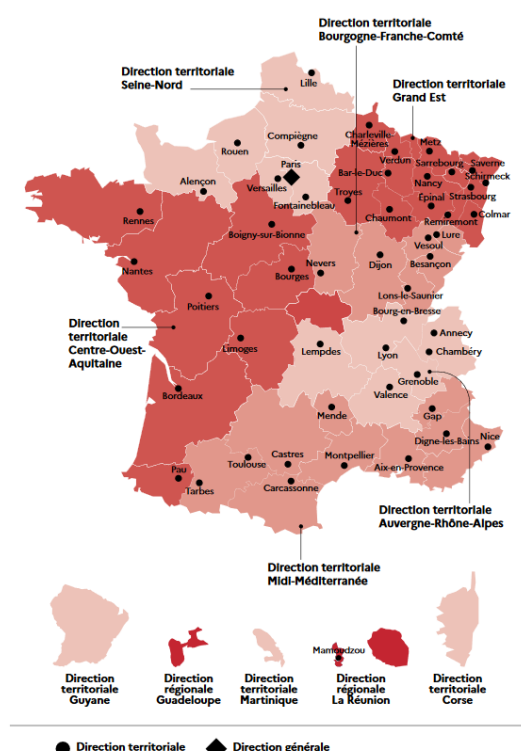 Direction territoriale
Bourgogne-Franche-Comté
Direction territoriale
Seine-Nord
Direction territoriale
Grand Est
Lille
Charleville-
Mézières
Metz
Compiègne
Rouen
Verdun
Sarrebourg
Saverne
Paris
Bar-le-Duc
Schirmeck
Nancy
Versailles
Alençon
Troyes
Strasbourg
Fontainebleau
Épinal
Chaumont
Rennes
Remiremont
Colmar
Boigny-sur-Bionne
Lure
Vesoul
Nevers
Dijon
Besançon
Nantes
Bourges
Lons-le-Saunier
Poitiers
Bourg-en-Bresse
Annecy
Direction
territoriale
Centre-Ouest-
Aquitaine
Limoges
Lempdes
Lyon
Chambéry
Grenoble
Bordeaux
Valence
Mende
Gap
Nice
Digne-les-Bains
Castres
Montpellier
Toulouse
Aix-en-Provence
Pau
Tarbes
Carcassonne
Direction territoriale
Auvergne-Rhône-Alpes
Direction territoriale
Midi-Méditerranée
Mamoudzou
Direction
territoriale
Guyane
Direction
régionale
Guadeloupe
Direction
territoriale
Martinique
Direction
régionale
La Réunion
Direction
territoriale
Corse
Direction territoriale
Direction générale